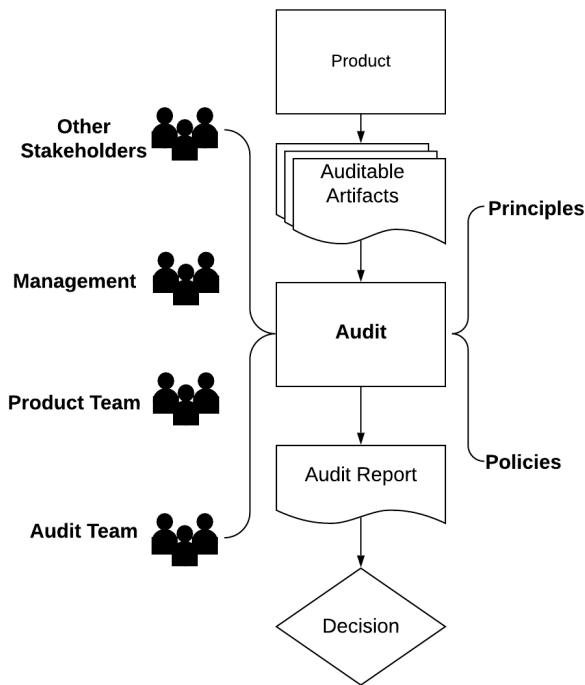 Product
Other
Stakeholders
Auditable
Artifacts
Principles
Management
Audit
Product Team
Policies
Audit Report
Audit Team
Decision